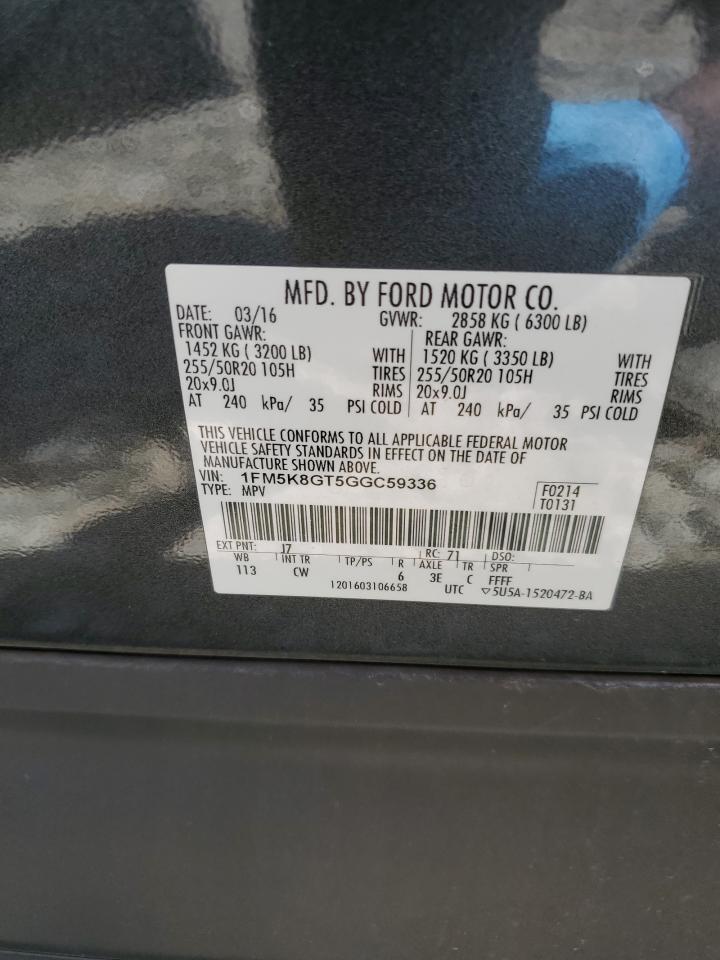 MFD. BY FORD MOTOR CO.
DATE: 03/16 GVWR: 2858 KG ( 6300 LB)
FRONT GAWR: REAR GAWR:
1452 KG ( 3200 LB) WITH 1520 KG ( 3350 LB) WITH
255/50R20 105H TIRES 255/50R20 105H TIRES
20x9.0J RIMS 20x9.0J RIMS
AT 240 kPa/ 35 PSI COLD AT 240 kPa/ 35 PSI COLD
THIS VEHICLE CONFORMS TO ALL APPLICABLE FEDERAL MOTOR
VEHICLE SAFETY STANDARDS IN EFFECT ON THE DATE OF
MANUFACTURE SHOWN ABOVE.
VIN: 1FM5K8GT5GGC59336 F0214
TYPE: MPV T0131
EXT PNT: J7 RC: 71 DSO:
WB INT TR TP/PS R AXLE TR SPR
113 CW 6 3E C FFFF
1201603106658 UTC ▽5U5A-1520472-BA